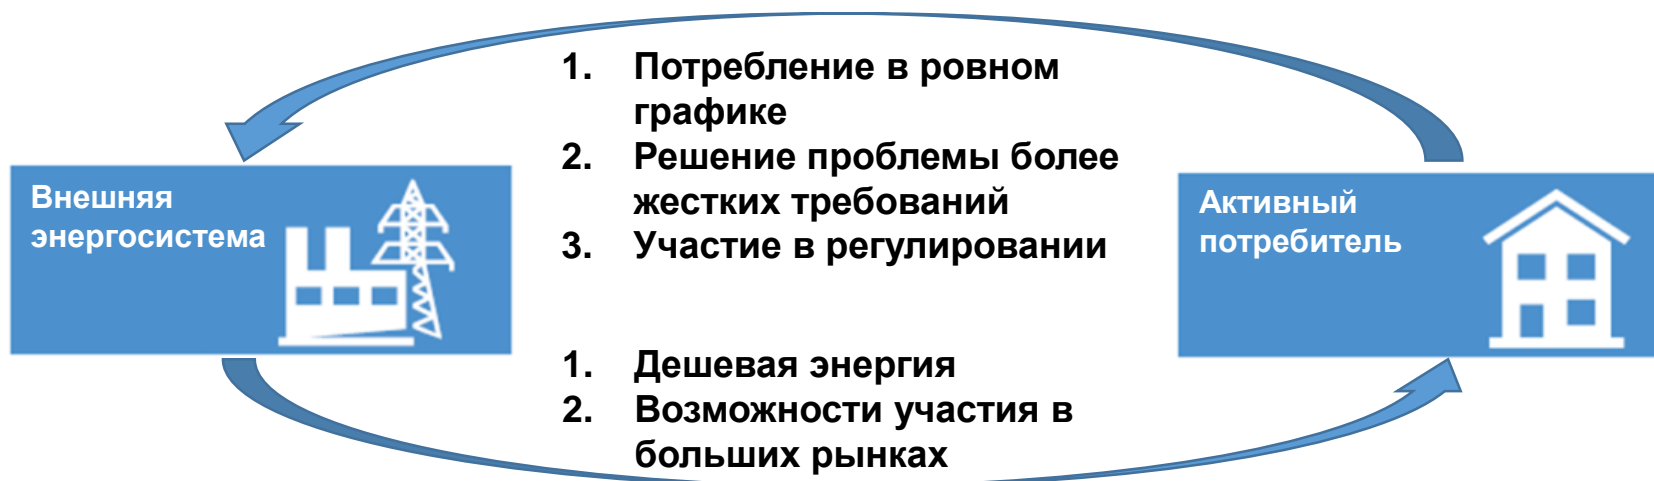 Внешняя
энергосистема
1. Потребление в ровном
графике
2. Решение проблемы более
жестких требований
3. Участие в регулировании
1. Дешевая энергия
2. Возможности участия в
больших рынках
Активный
потребитель